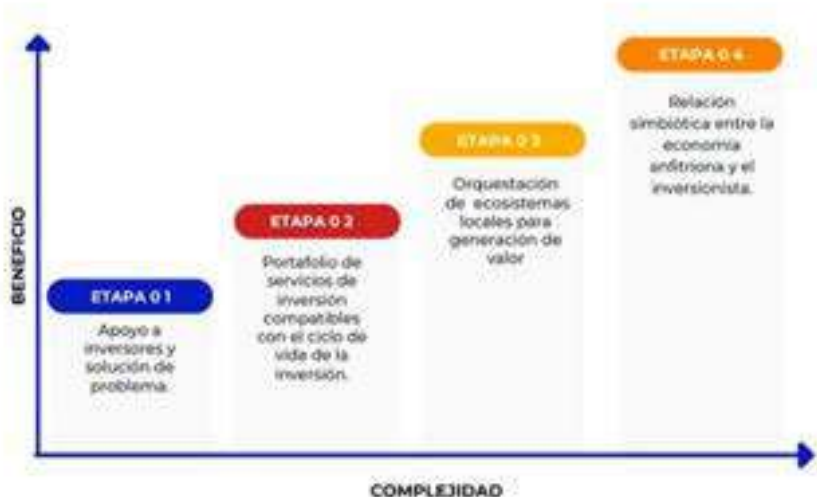 BENEFICIO
ETAPA 0 1
Apoyo a
inversores y
solución de
problema.
ETAPA 0 2
Portafolio de
servicios de
inversión
compatibles
con el ciclo de
vida de la
inversión.
ETAPA 0 3
Orquestación
de ecosistemas
locales para
generación de
valor
ETAPA 0 4
Relación
simbiótica entre la
economía
anfitriona y el
inversionista.
COMPLEJIDAD